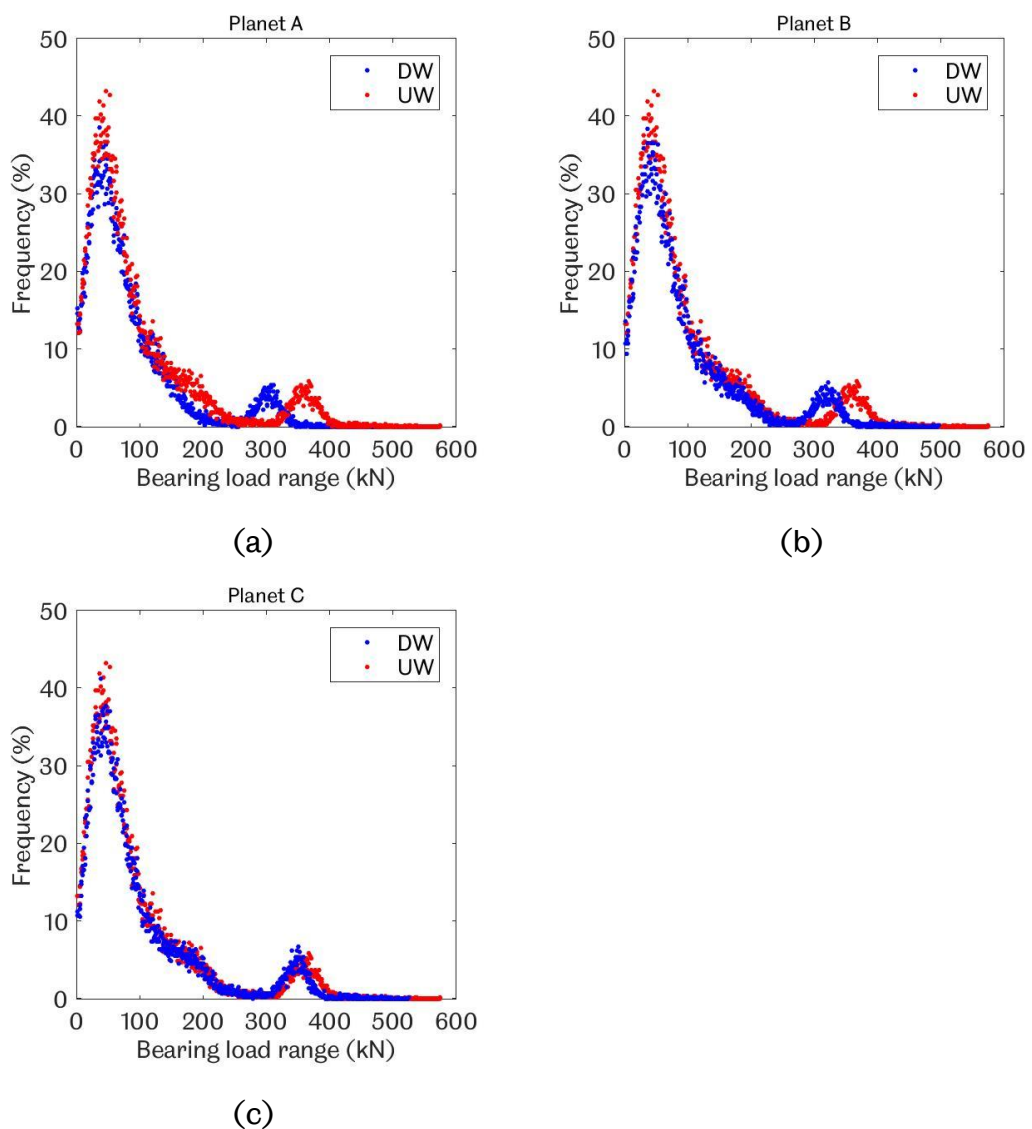 Planet A
50
40
30
20
10
0
Frequency (%)
DW
UW
0 100 200 300 400 500 600
Bearing load range (kN)
(a)
Planet B
50
40
30
20
10
0
Frequency (%)
DW
UW
0 100 200 300 400 500 600
Bearing load range (kN)
(b)
Planet C
50
40
30
20
10
0
Frequency (%)
DW
UW
0 100 200 300 400 500 600
Bearing load range (kN)
(c)